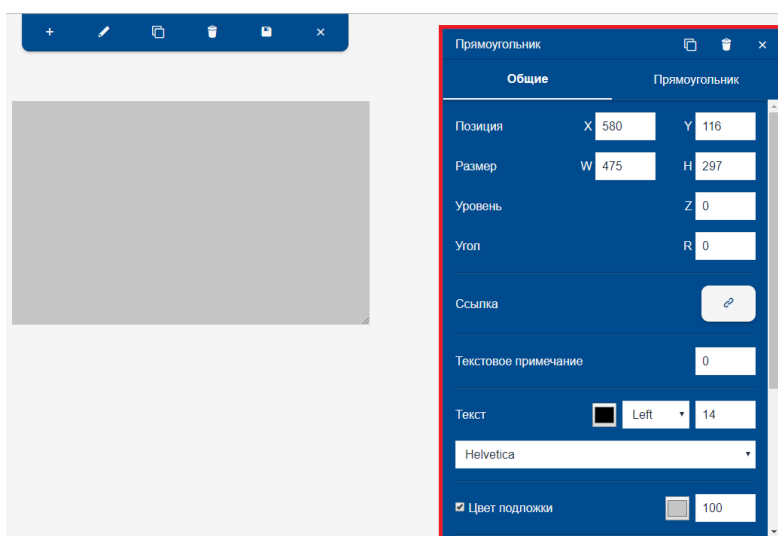 Прямоугольник
Общие Прямоугольник
Позиция X 580 Y 116
Размер W 475 H 297
Уровень Z 0
Угол R 0
Ссылка
Текстовое примечание 0
Текст Left 14
Helvetica
Цвет подложки 100